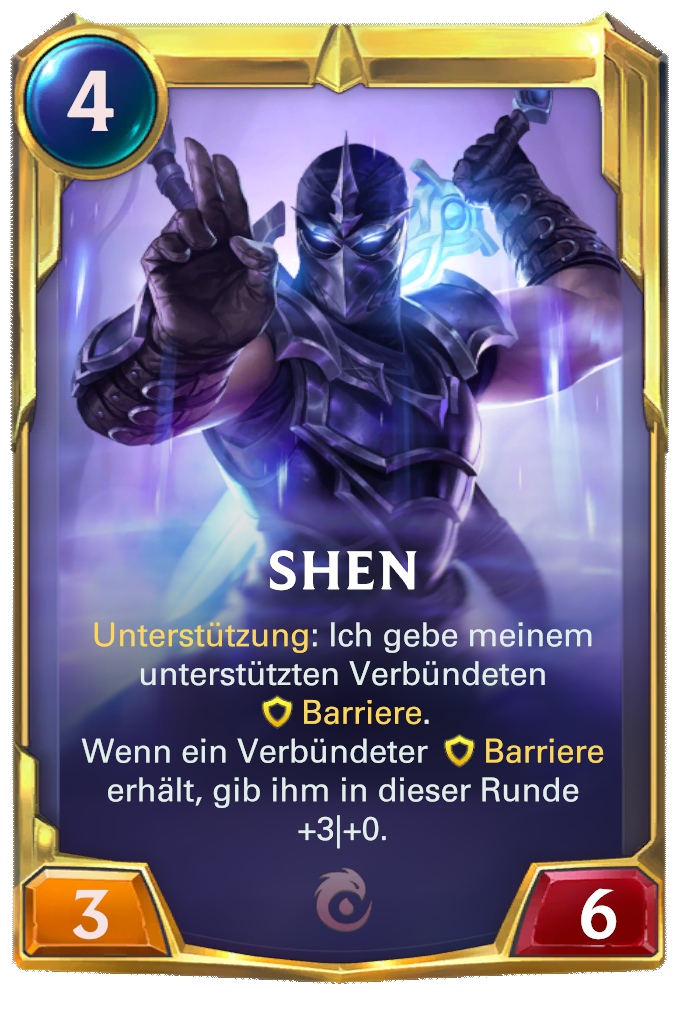 4
SHEN
Unterstützung: Ich gebe meinem
unterstützten Verbündeten
Barriere.
Wenn ein Verbündeter Barriere
erhält, gib ihm in dieser Runde
+3|+0.
3
6